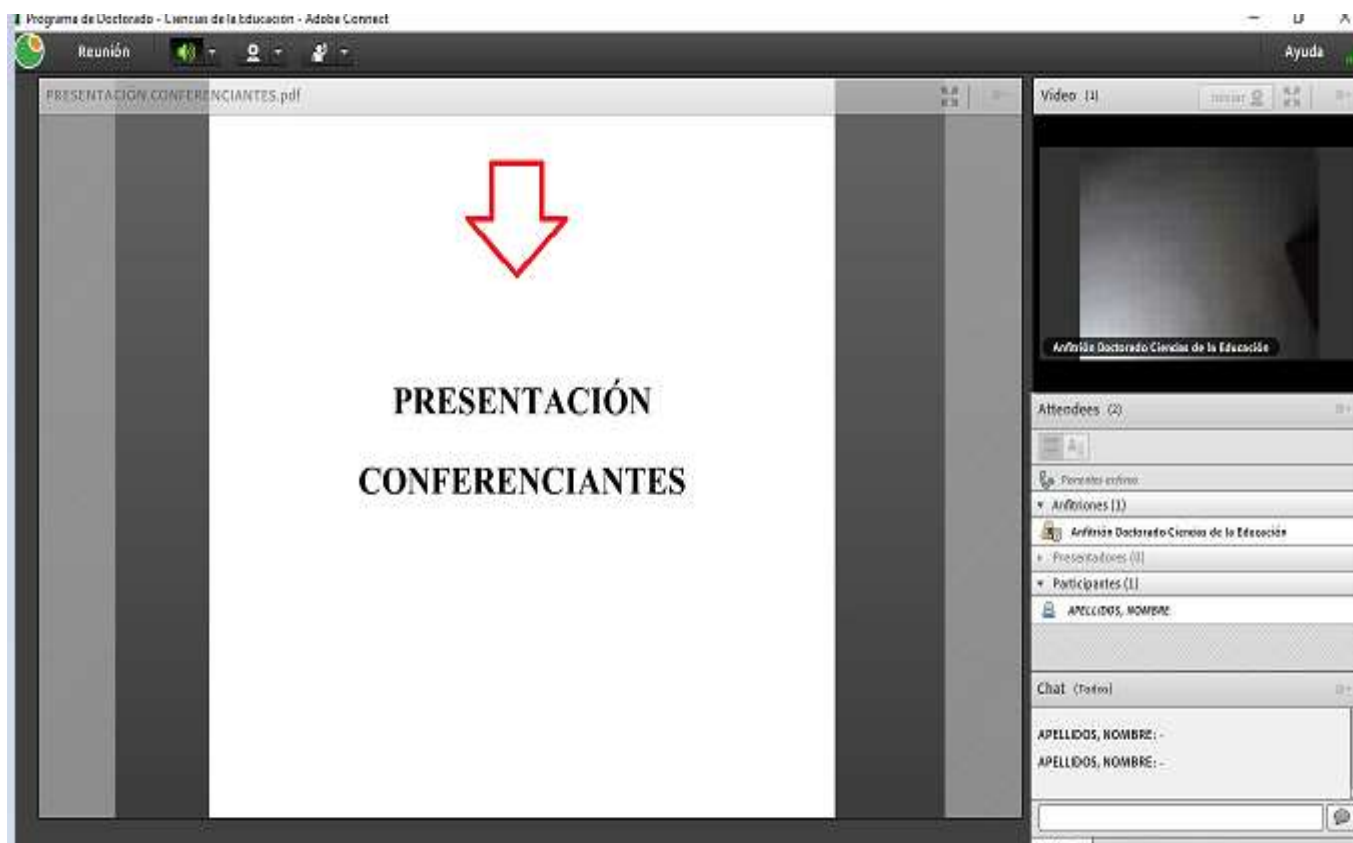 Programa de Doctorado - Ciencias de la Educación - Adobe Connect
Reunión
Ayuda
PRESENTACIÓN CONFERENCIANTES.pdf
PRESENTACIÓN
CONFERENCIANTES
Video (1)
Iniciar
Anfitrión Doctorado Ciencias de la Educación
Attendees (2)
Anfitriones (1)
Anfitrión Doctorado Ciencias de la Educación
Presentadores (0)
Participantes (1)
APELLIDOS, NOMBRE
Chat (Todos)
APELLIDOS, NOMBRE: -
APELLIDOS, NOMBRE: -